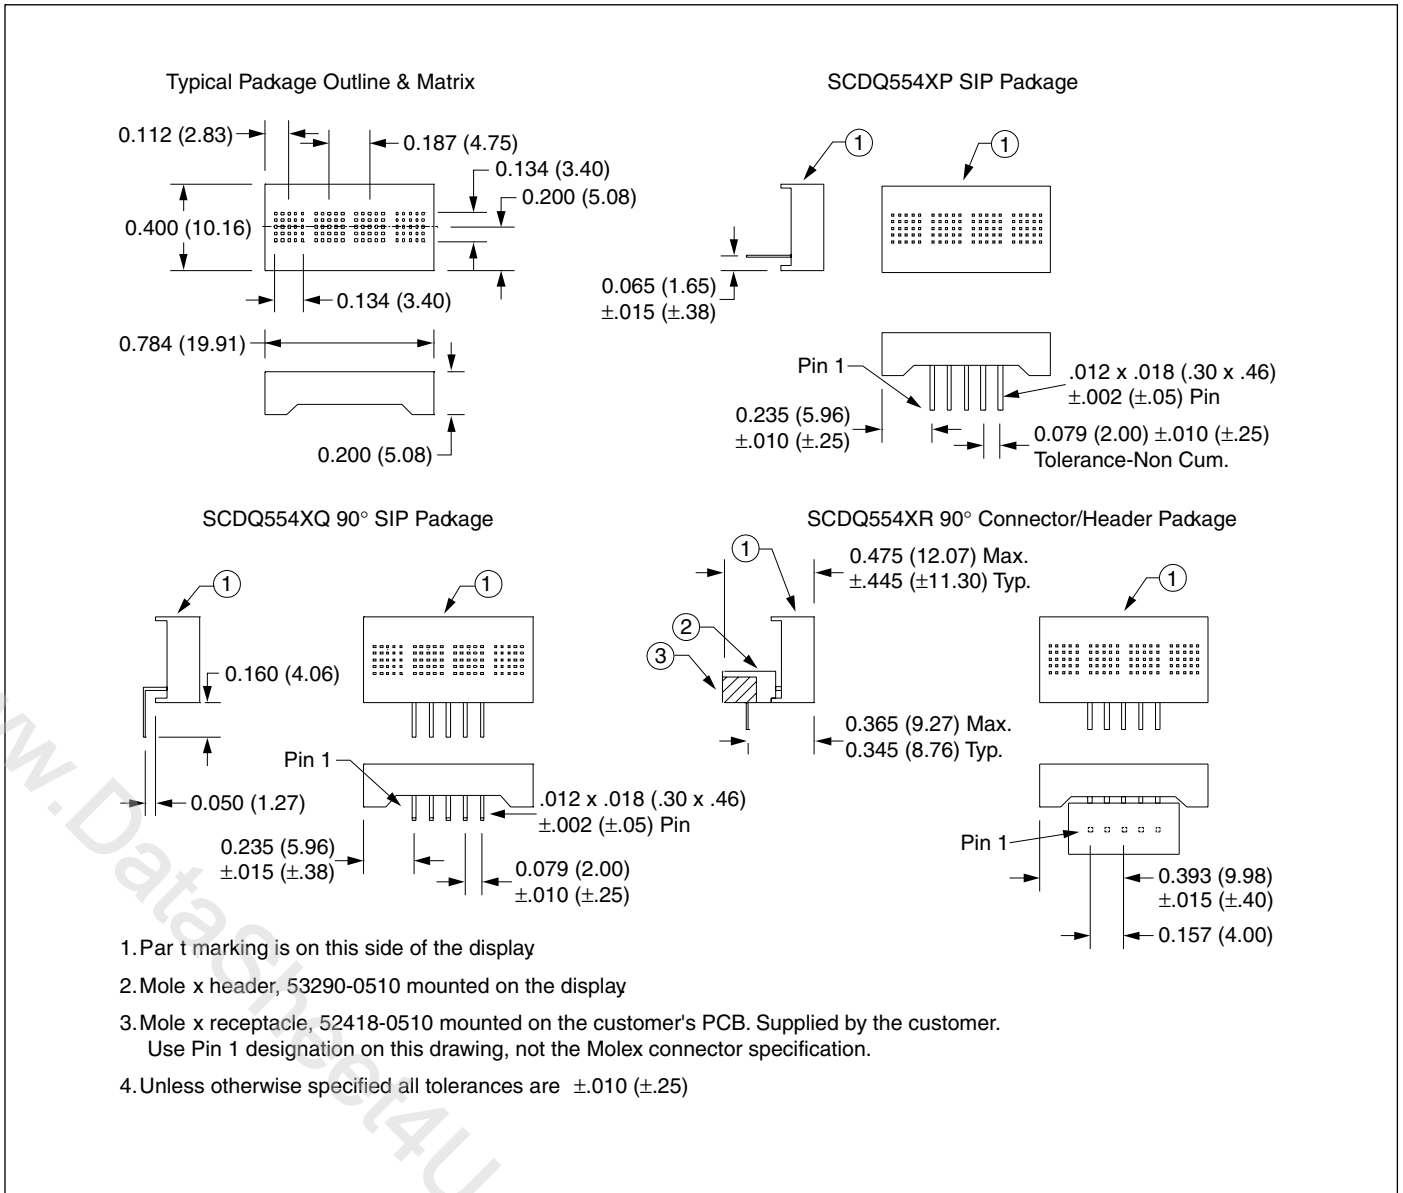 Typical Package Outline & Matrix
0.112 (2.83)
0.187 (4.75)
0.134 (3.40)
0.200 (5.08)
0.400 (10.16)
0.134 (3.40)
0.784 (19.91)
0.200 (5.08)
SCDQ554XP SIP Package
1
1
0.065 (1.65)
±.015 (±.38)
Pin 1
.012 x .018 (.30 x .46)
±.002 (±.05) Pin
0.235 (5.96)
±.010 (±.25)
0.079 (2.00) ±.010 (±.25)
Tolerance-Non Cum.
SCDQ554XQ 90° SIP Package
1
1
0.160 (4.06)
Pin 1
0.050 (1.27)
.012 x .018 (.30 x .46)
±.002 (±.05) Pin
0.235 (5.96)
±.015 (±.38)
0.079 (2.00)
±.010 (±.25)
SCDQ554XR 90° Connector/Header Package
1
0.475 (12.07) Max.
±.445 (±11.30) Typ.
1
2
3
0.365 (9.27) Max.
0.345 (8.76) Typ.
Pin 1
0.393 (9.98)
±.015 (±.40)
0.157 (4.00)
1. Par t marking is on this side of the display.
2. Mole x header, 53290-0510 mounted on the display.
3. Mole x receptacle, 52418-0510 mounted on the customer's PCB. Supplied by the customer.
Use Pin 1 designation on this drawing, not the Molex connector specification.
4. Unless otherwise specified all tolerances are ±.010 (±.25)
w.DataSheet4U